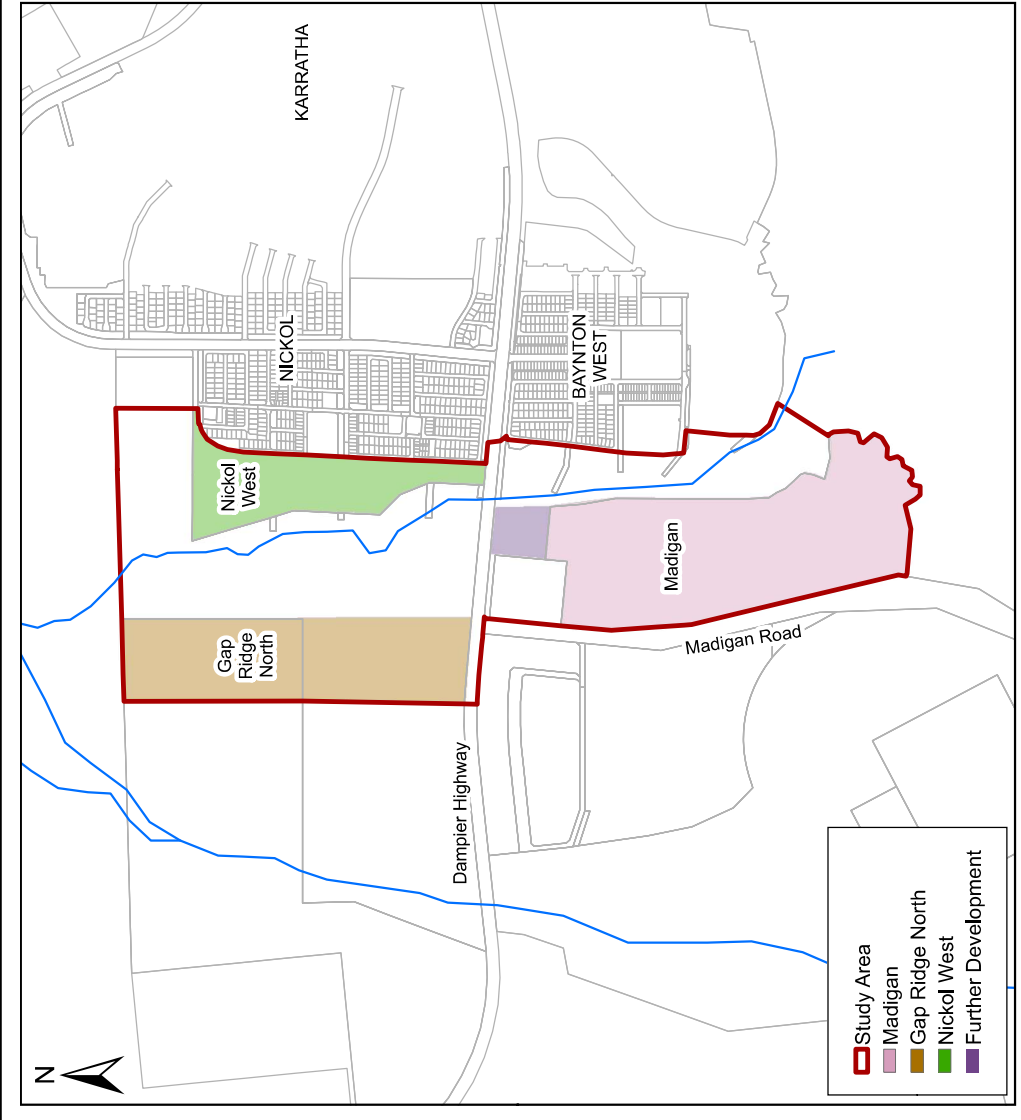 KARRATHA
NICKOL
BAYNTON
WEST
Nickol
West
Madigan
Gap
Ridge
North
Madigan Road
Dampier Highway
N
Study Area
Madigan
Gap Ridge North
Nickol West
Further Development